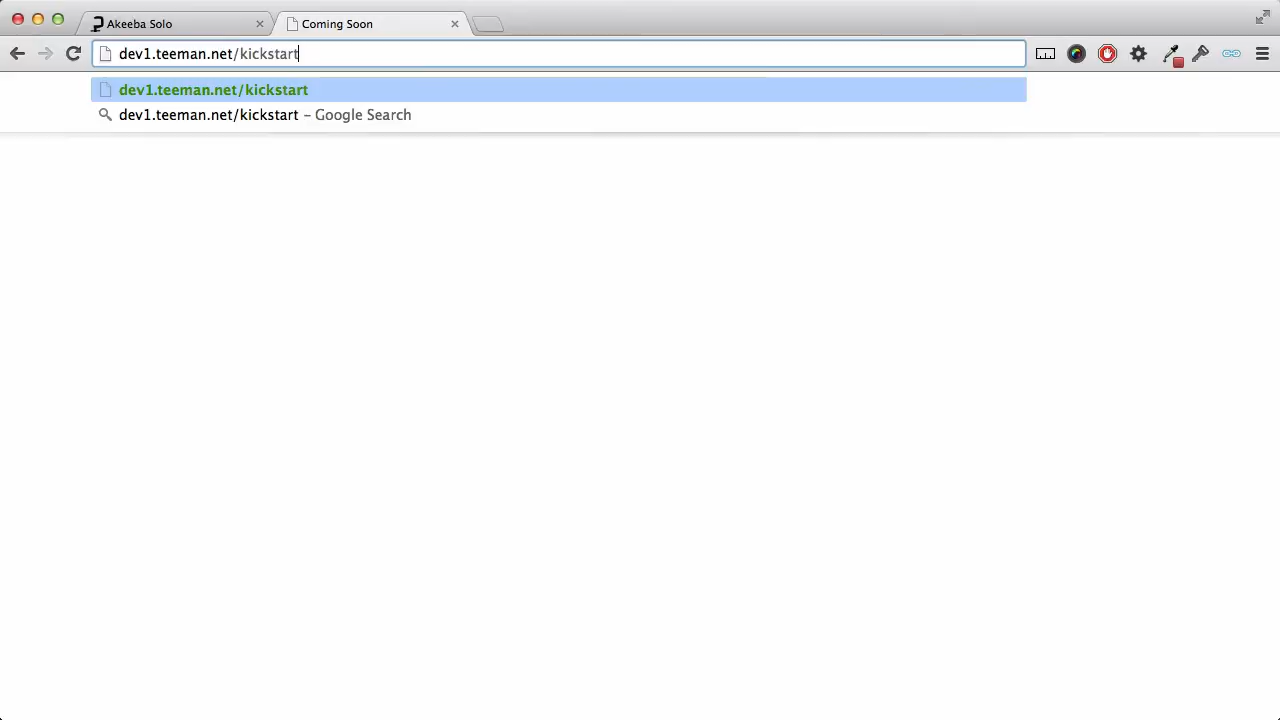 Akeeba Solo
Coming Soon
dev1.teeman.net/kickstart
dev1.teeman.net/kickstart
dev1.teeman.net/kickstart – Google Search